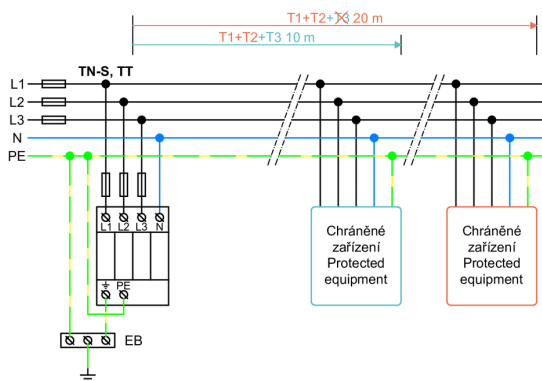 T1+T2+T3 20 m
T1+T2+T3 10 m
TN-S, TT
L1
L2
L3
N
PE
L1 L2 L3 N
PE
EB
Chráněné
zařízení
Protected
equipment
Chráněné
zařízení
Protected
equipment